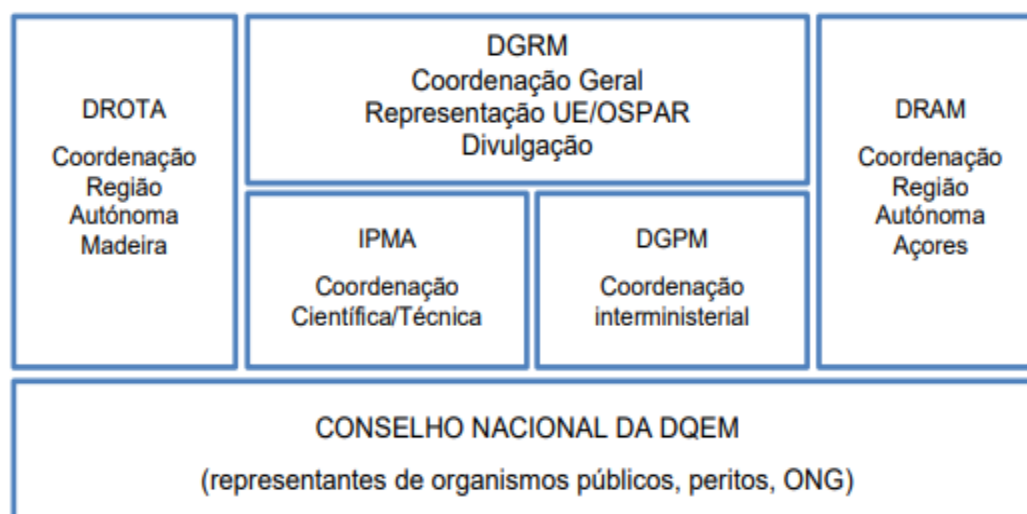 DROTA
Coordenação
Região
Autónoma
Madeira
DGRM
Coordenação Geral
Representação UE/OSPAR
Divulgação
IPMA
Coordenação
Científica/Técnica
DGPM
Coordenação
interministerial
DRAM
Coordenação
Região
Autónoma
Açores
CONSELHO NACIONAL DA DQEM
(representantes de organismos públicos, peritos, ONG)